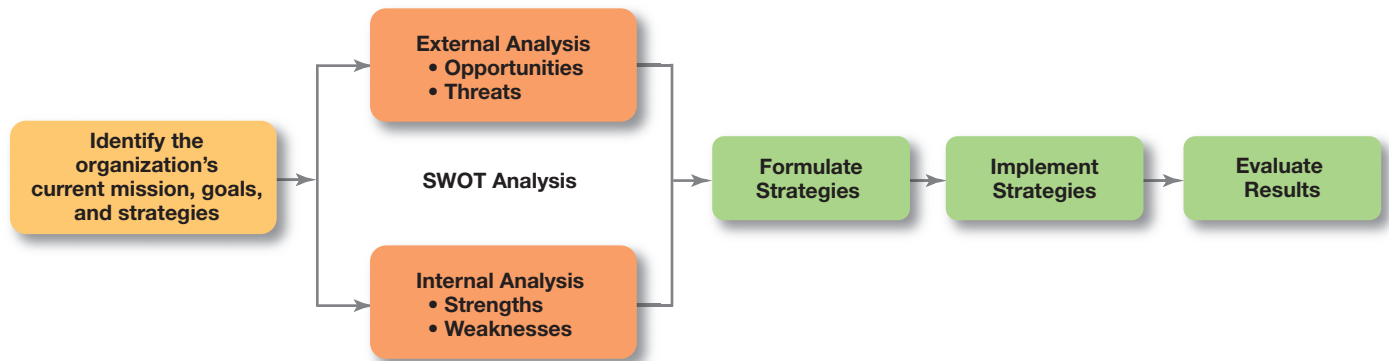 Identify the
organization’s
current mission, goals,
and strategies
External Analysis
• Opportunities
• Threats
SWOT Analysis
Internal Analysis
• Strengths
• Weaknesses
Formulate
Strategies
Implement
Strategies
Evaluate
Results